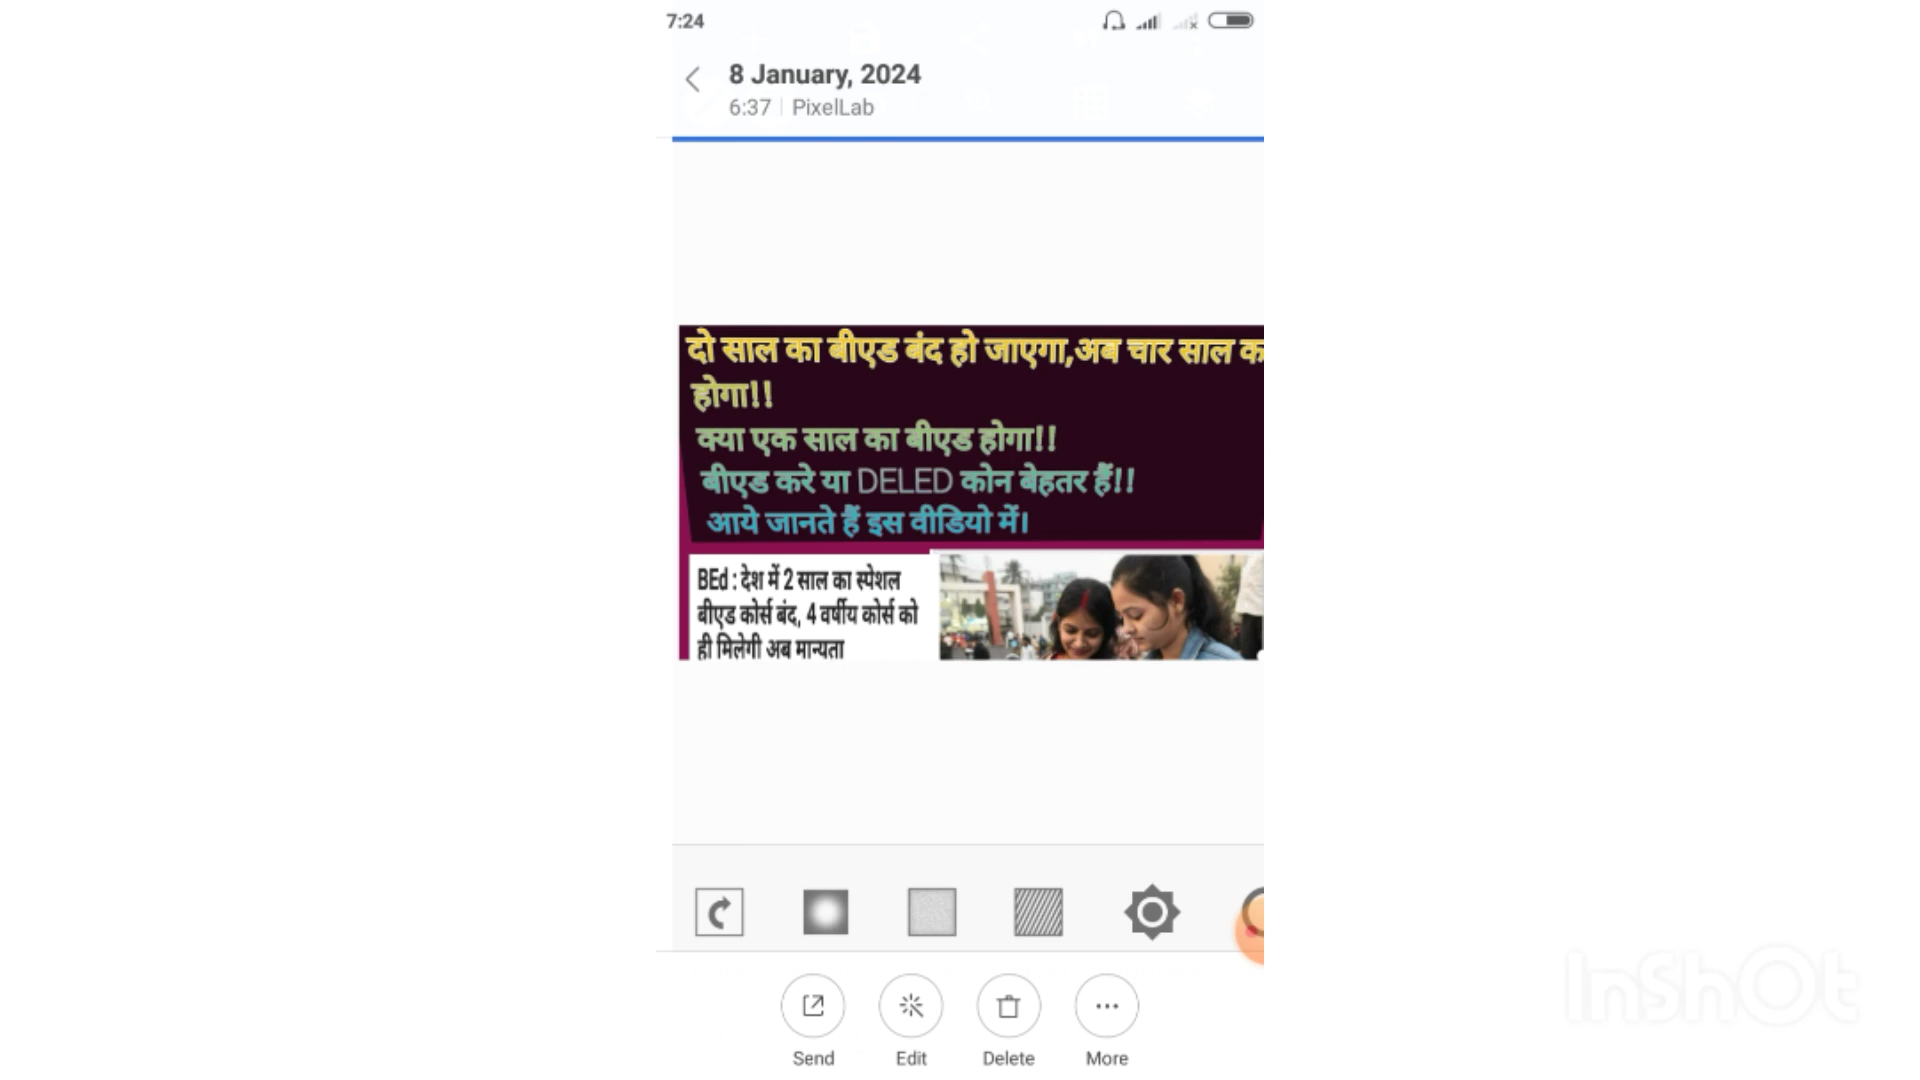 7:24
8 January, 2024
6:37 | PixelLab
दो साल का बीएड बंद हो जाएगा,अब चार साल क
होगा!!
क्या एक साल का बीएड होगा!!
बीएड करे या DELED कोन बेहतर हैं!!
आये जानते हैं इस वीडियो में।
BEd : देश में 2 साल का स्पेशल
बीएड कोर्स बंद, 4 वर्षीय कोर्स को
ही मिलेगी अब मान्यता
Send Edit Delete More
InShOt